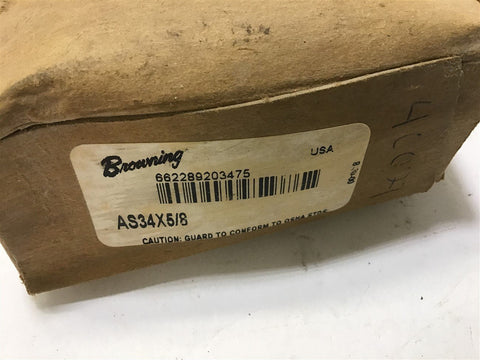 Browning
USA
662289203475
AS34X5/8
CAUTION: GUARD TO CONFORM TO OSHA STDS